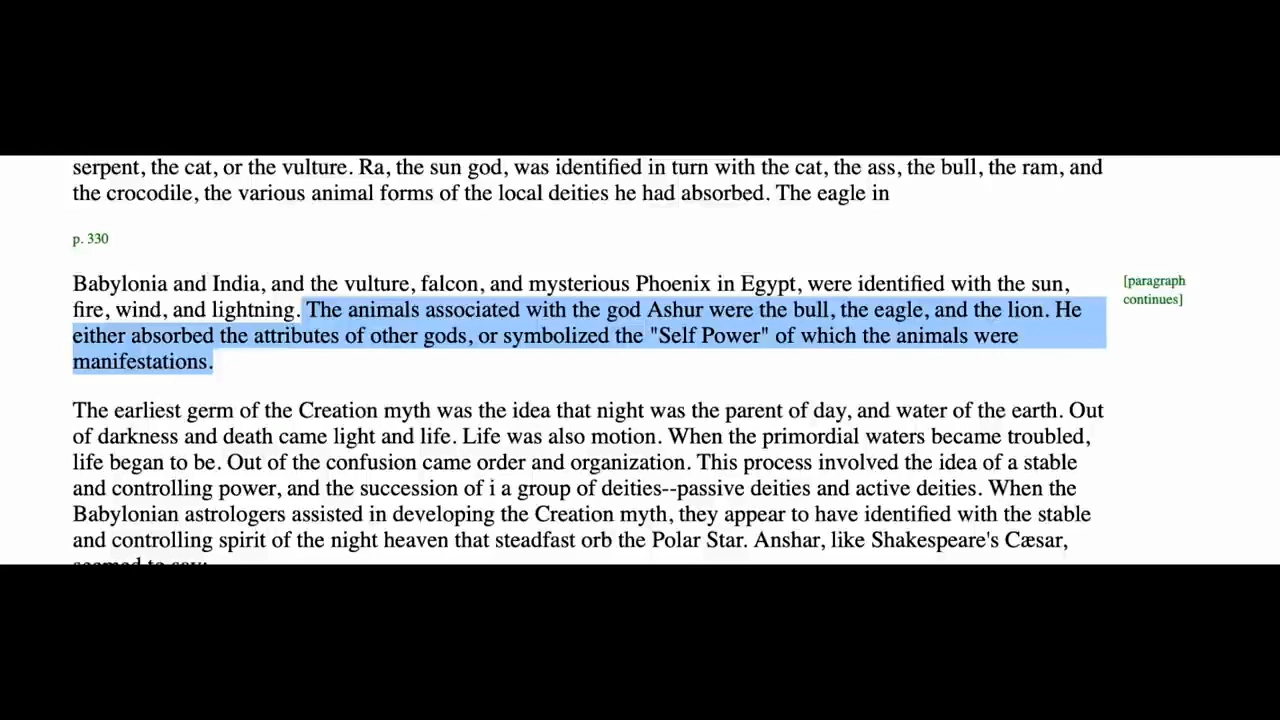 serpent, the cat, or the vulture. Ra, the sun god, was identified in turn with the cat, the ass, the bull, the ram, and
the crocodile, the various animal forms of the local deities he had absorbed. The eagle in
p. 330
Babylonia and India, and the vulture, falcon, and mysterious Phoenix in Egypt, were identified with the sun,
fire, wind, and lightning. The animals associated with the god Ashur were the bull, the eagle, and the lion. He
either absorbed the attributes of other gods, or symbolized the "Self Power" of which the animals were
manifestations.
[paragraph
continues]
The earliest germ of the Creation myth was the idea that night was the parent of day, and water of the earth. Out
of darkness and death came light and life. Life was also motion. When the primordial waters became troubled,
life began to be. Out of the confusion came order and organization. This process involved the idea of a stable
and controlling power, and the succession of i a group of deities--passive deities and active deities. When the
Babylonian astrologers assisted in developing the Creation myth, they appear to have identified with the stable
and controlling spirit of the night heaven that steadfast orb the Polar Star. Anshar, like Shakespeare's Cæsar,
seemed to say: